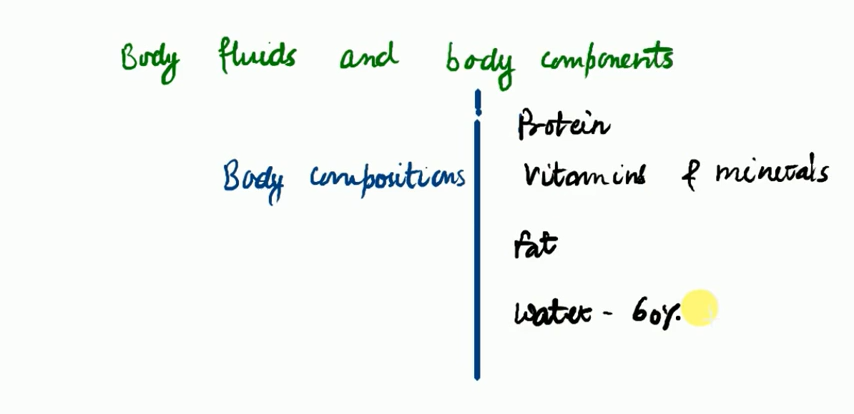 Body fluids and body components
Protein
Body compositions
Vitamins & minerals
Fat
Water - 60%